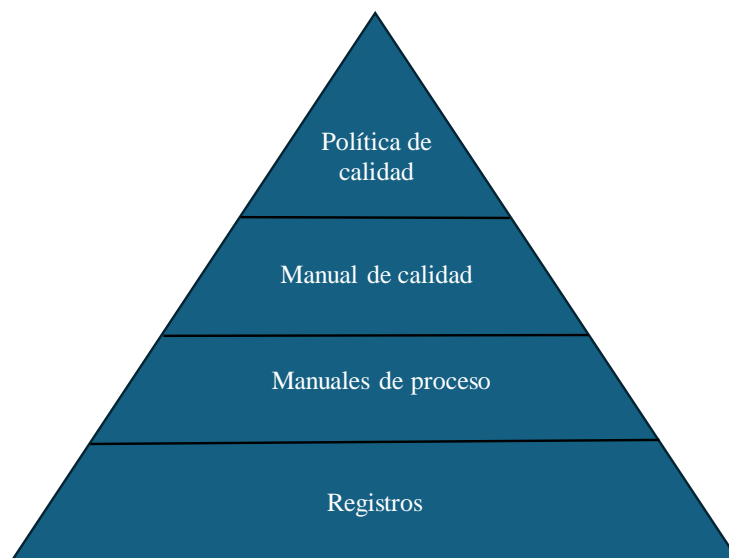 Política de
calidad
Manual de calidad
Manuales de proceso
Registros